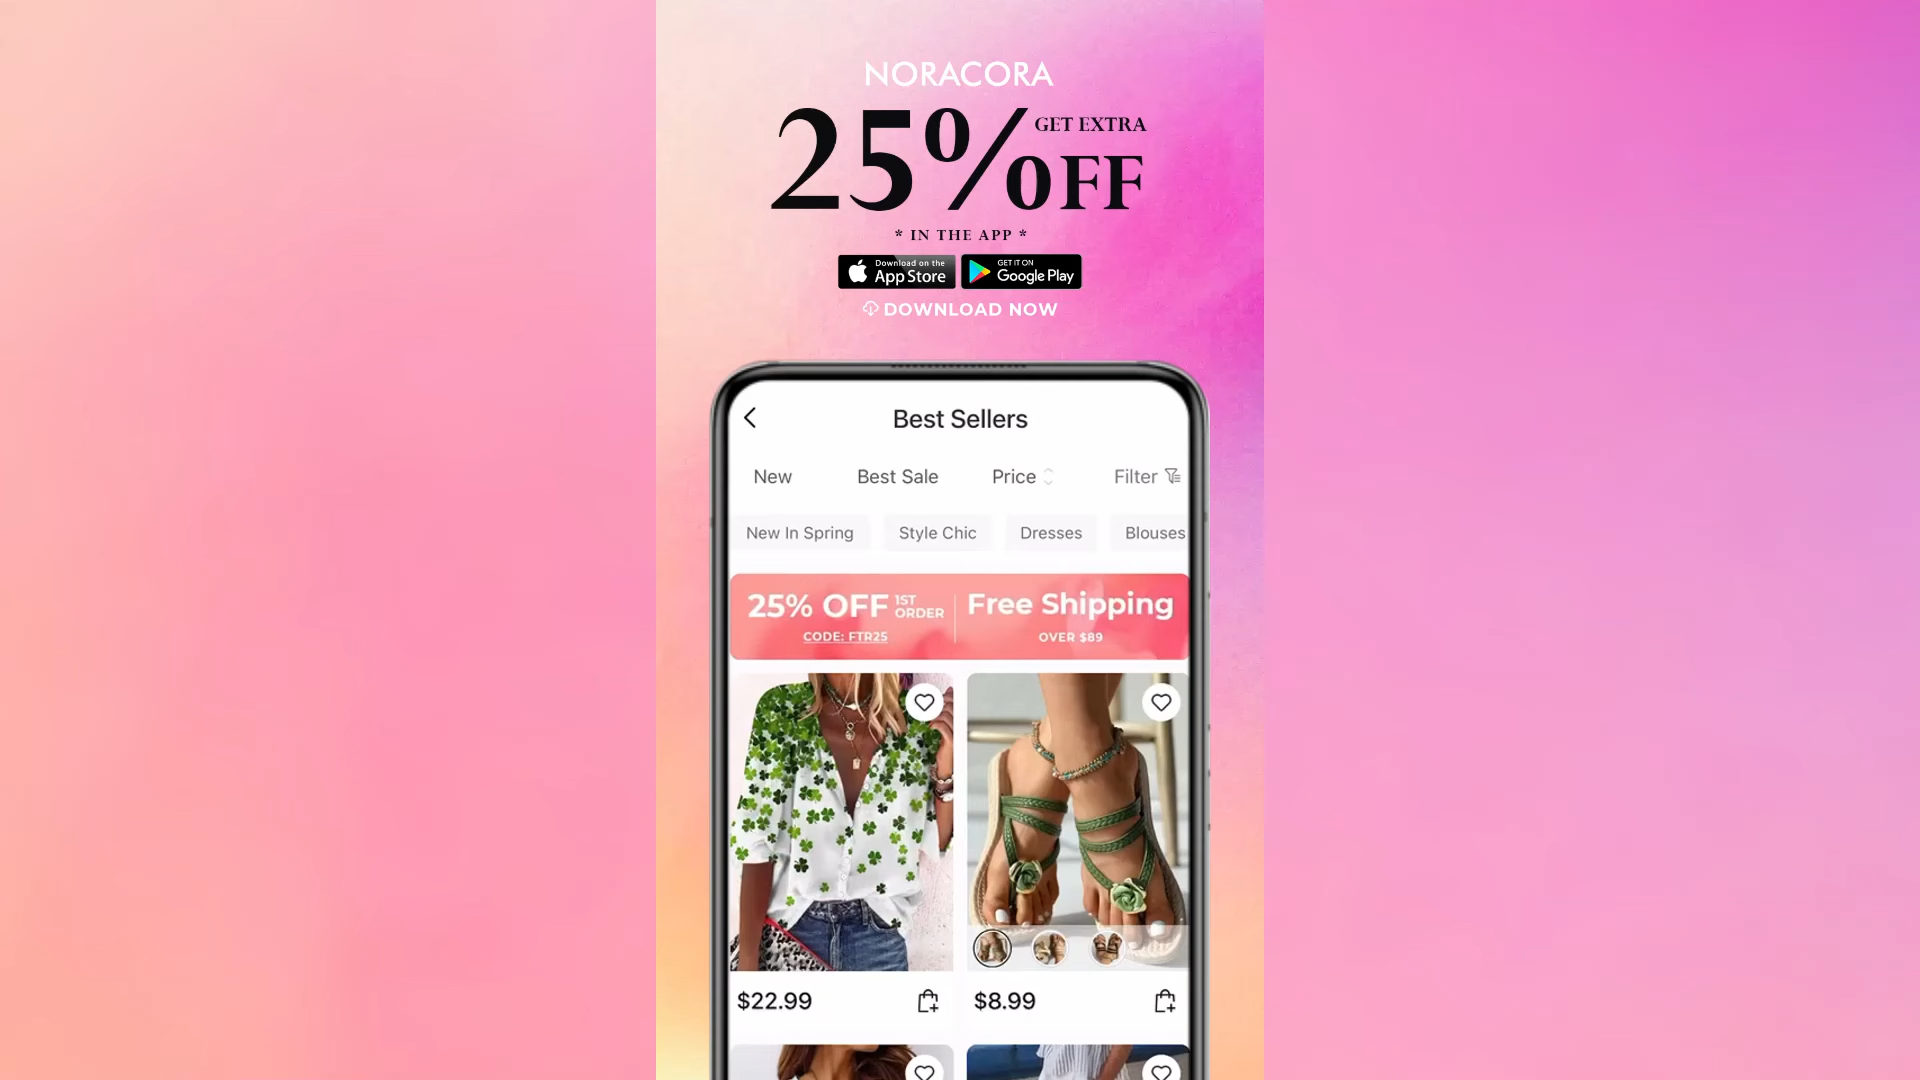 NORACORA
25% GET EXTRA
OFF
* IN THE APP *
Download on the
App Store
GET IT ON
Google Play
DOWNLOAD NOW
Best Sellers
New Best Sale Price Filter
New In Spring Style Chic Dresses Blouses
25% OFF 1ST ORDER
CODE: FTR25
Free Shipping
OVER $89
$22.99 $8.99